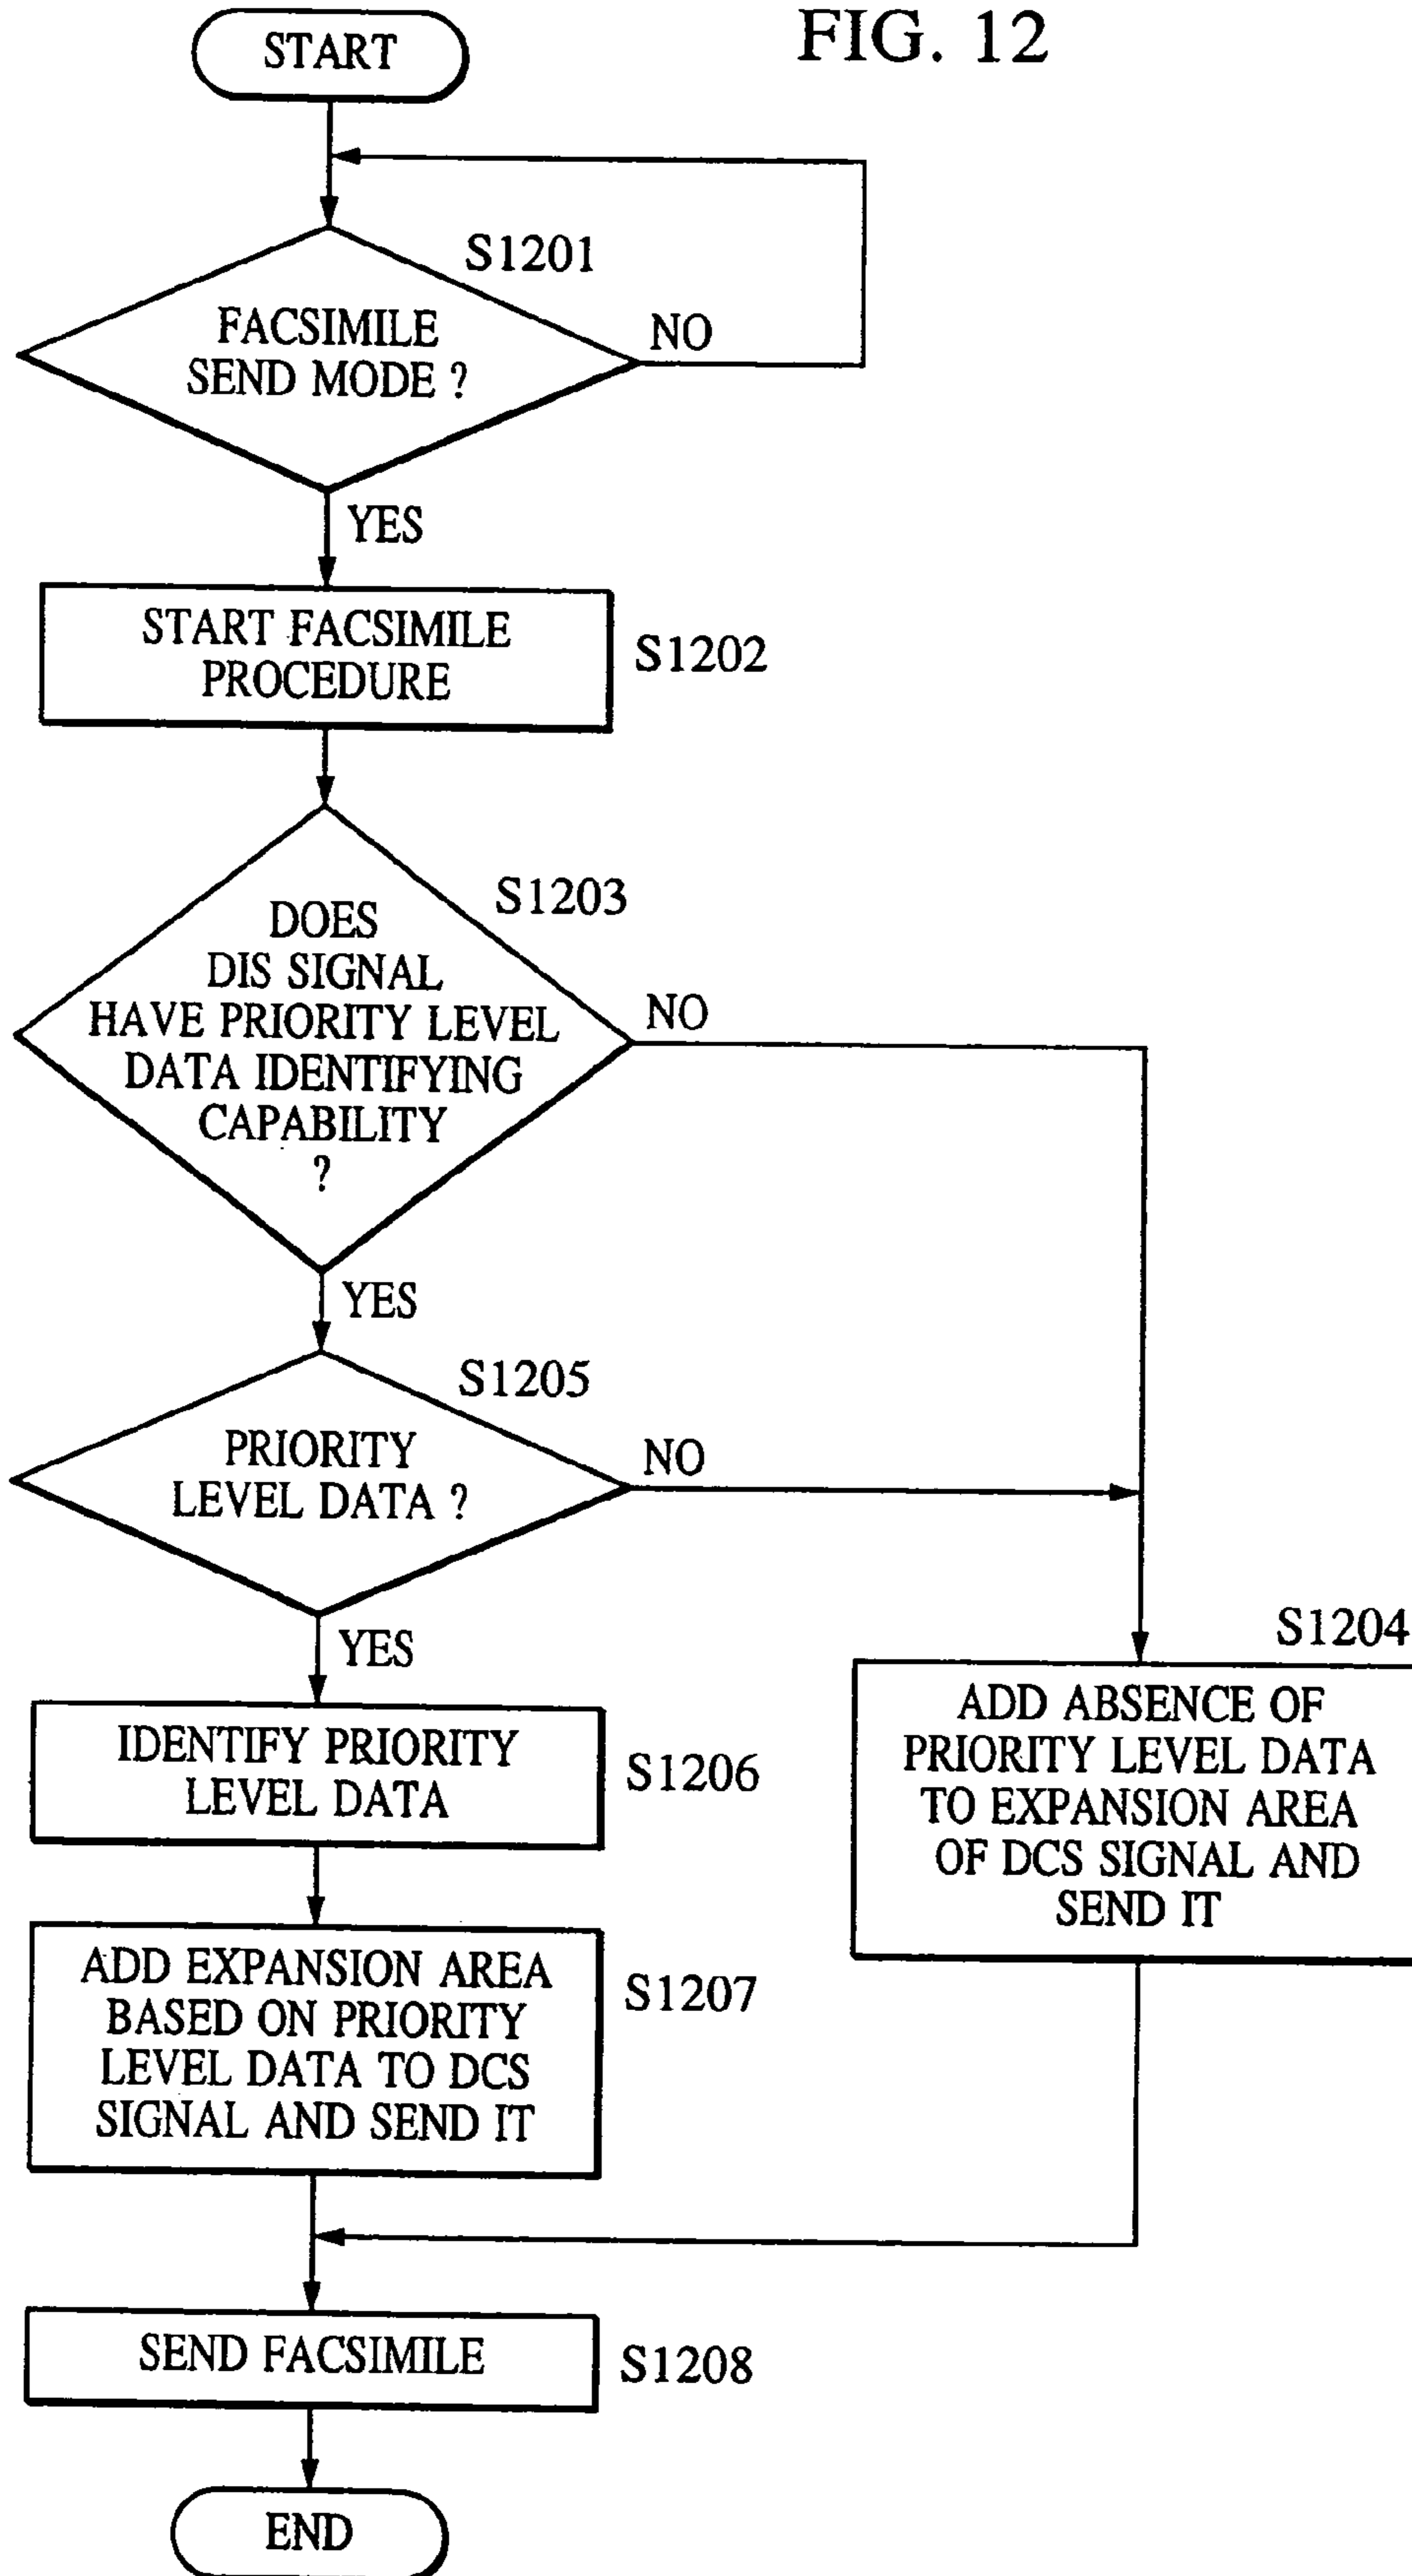 FIG. 12
START
S1201
FACSIMILE
SEND MODE ?
NO
YES
START FACSIMILE
PROCEDURE
S1202
S1203
DOES
DIS SIGNAL
HAVE PRIORITY LEVEL
DATA IDENTIFYING
CAPABILITY
?
NO
YES
S1205
PRIORITY
LEVEL DATA ?
NO
YES
S1204
ADD ABSENCE OF
PRIORITY LEVEL DATA
TO EXPANSION AREA
OF DCS SIGNAL AND
SEND IT
IDENTIFY PRIORITY
LEVEL DATA
S1206
ADD EXPANSION AREA
BASED ON PRIORITY
LEVEL DATA TO DCS
SIGNAL AND SEND IT
S1207
SEND FACSIMILE
S1208
END